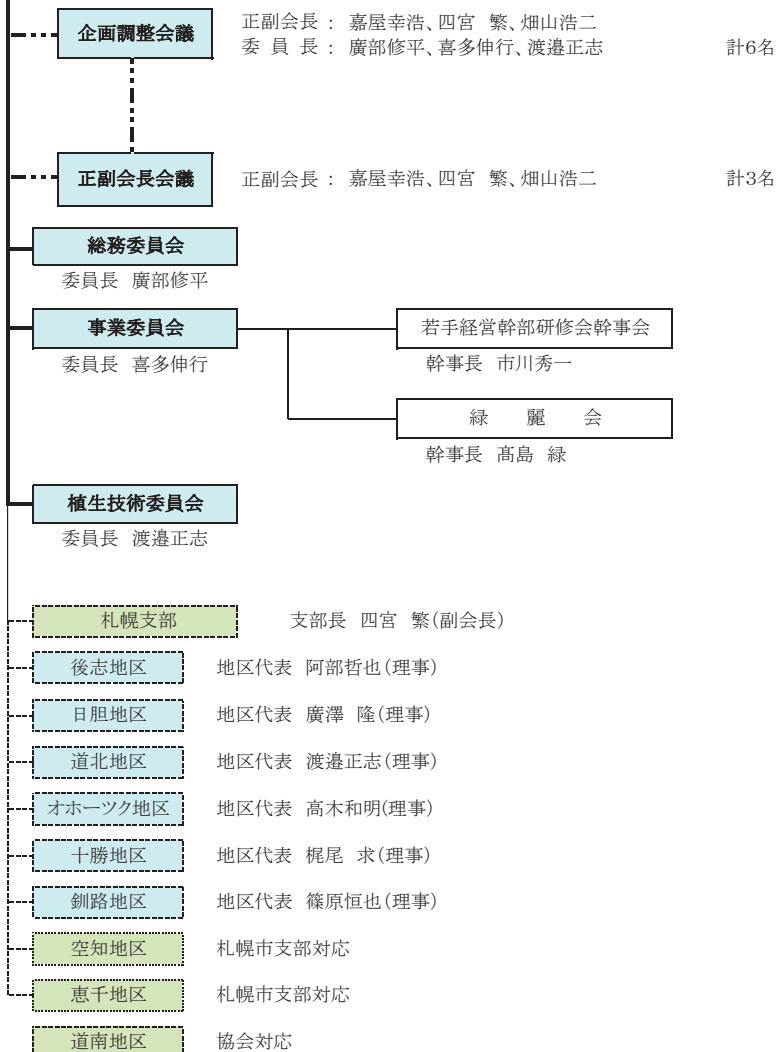 企画調整会議 正副会長： 嘉屋幸浩、四宮　繁、畑山浩二
委 員 長： 廣部修平、喜多伸行、渡邉正志 計6名
正副会長会議 正副会長： 嘉屋幸浩、四宮　繁、畑山浩二 計3名
総務委員会
委員長 廣部修平
事業委員会 若手経営幹部研修会幹事会
委員長 喜多伸行 幹事長 市川秀一
緑　麗　会
幹事長 髙島 緑
植生技術委員会
委員長 渡邉正志
札幌支部 支部長 四宮 繁(副会長)
後志地区 地区代表 阿部哲也(理事)
日胆地区 地区代表 廣澤 隆(理事)
道北地区 地区代表 渡邉正志(理事)
オホーツク地区 地区代表 高木和明(理事)
十勝地区 地区代表 梶尾 求(理事)
釧路地区 地区代表 篠原恒也(理事)
空知地区 札幌市支部対応
恵千地区 札幌市支部対応
道南地区 協会対応